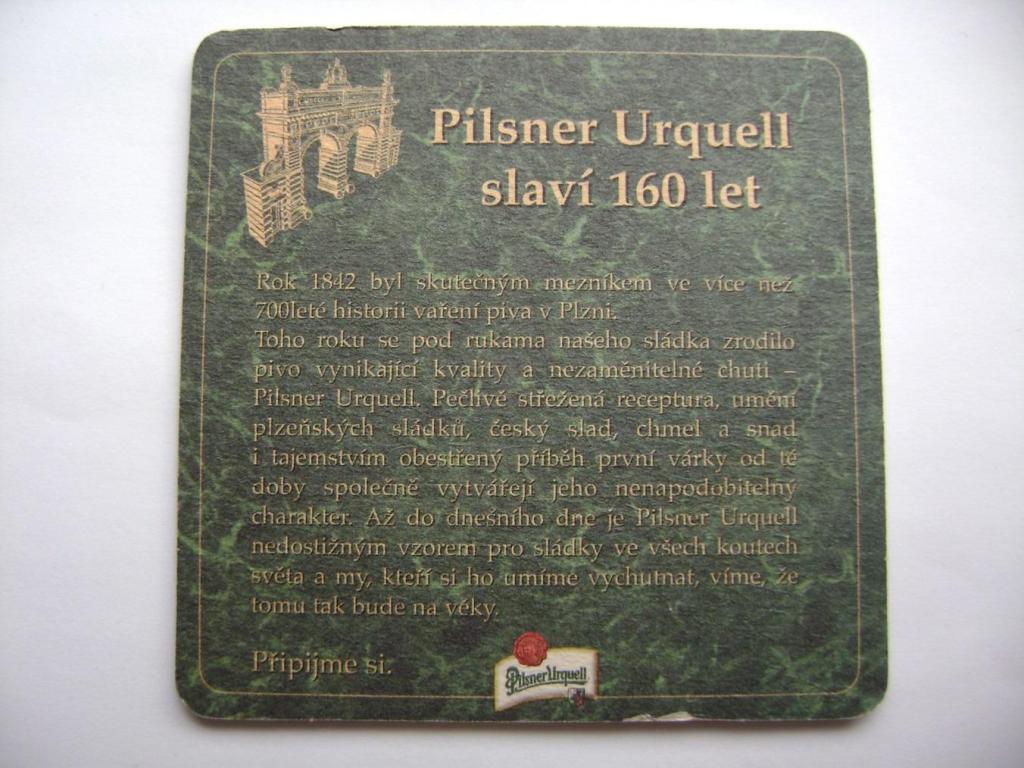 Pilsner Urquell
slaví 160 let
Rok 1842 byl skutečným mezníkem ve více než
700leté historii vaření piva v Plzni.
Toho roku se pod rukama našeho sládka zrodilo
pivo vynikající kvality a nezaměnitelné chuti –
Pilsner Urquell. Pečlivě střežená receptura, umění
plzeňských sládků, český slad, chmel a snad
i tajemstvím obestřený příběh první várky od té
doby společně vytvářejí jeho nenapodobitelný
charakter. Až do dnešního dne je Pilsner Urquell
nedostižným vzorem pro sládky ve všech koutech
světa a my, kteří si ho umíme vychutnat, víme, že
tomu tak bude na věky.
Připijme si.
Pilsner Urquell